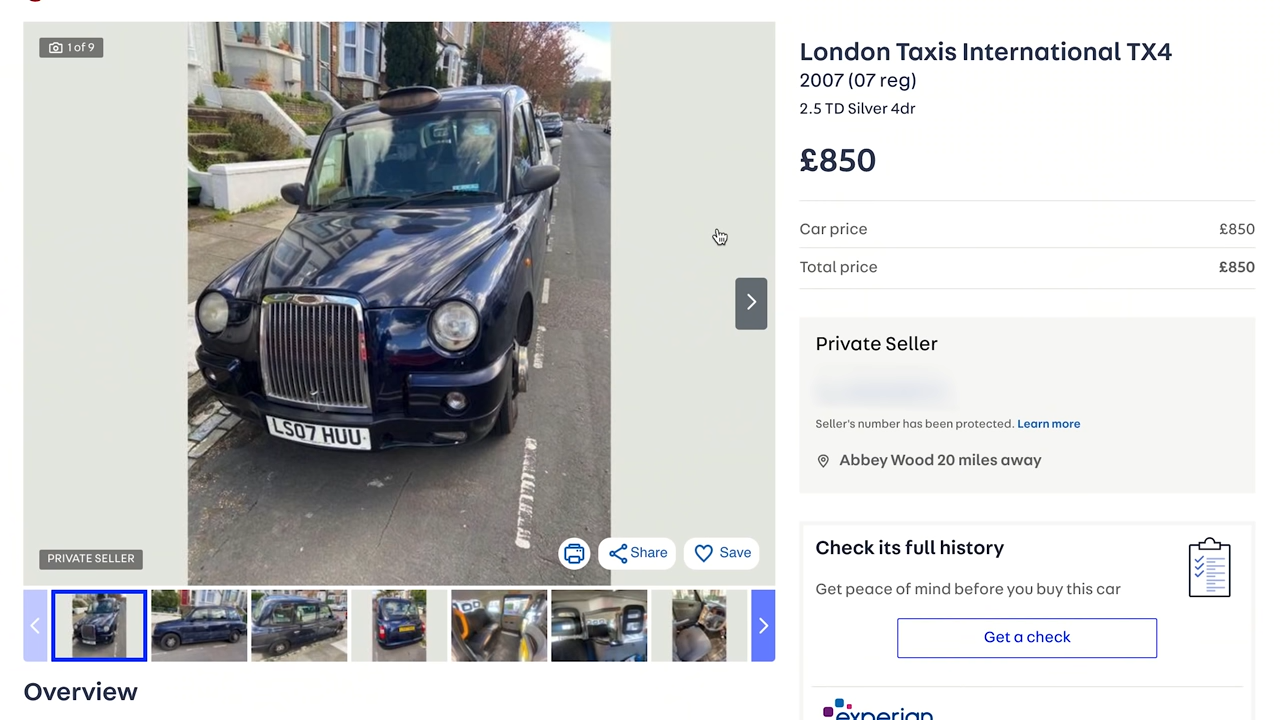 1 of 9
London Taxis International TX4
2007 (07 reg)
2.5 TD Silver 4dr
£850
Car price £850
Total price £850
Private Seller
Seller's number has been protected. Learn more
Abbey Wood 20 miles away
LS07 HUU
PRIVATE SELLER
Share
Save
Check its full history
Get peace of mind before you buy this car
Get a check
experian
Overview